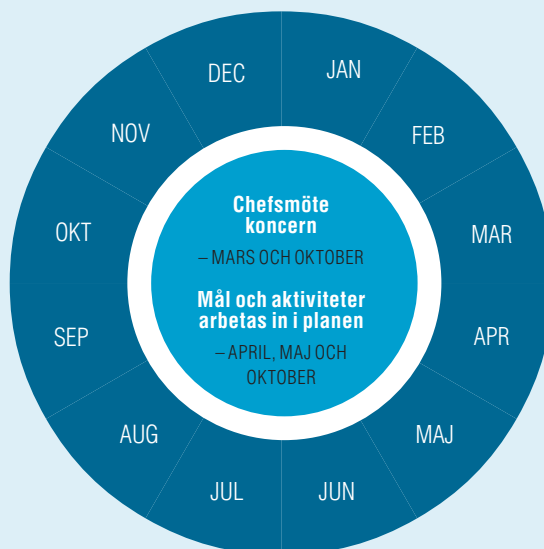 DEC
JAN
NOV
FEB
Chefsmöte
koncern
– MARS OCH OKTOBER
OKT
MAR
Mål och aktiviteter
arbetas in i planen
– APRIL, MAJ OCH
OKTOBER
SEP
APR
AUG
MAJ
JUL
JUN